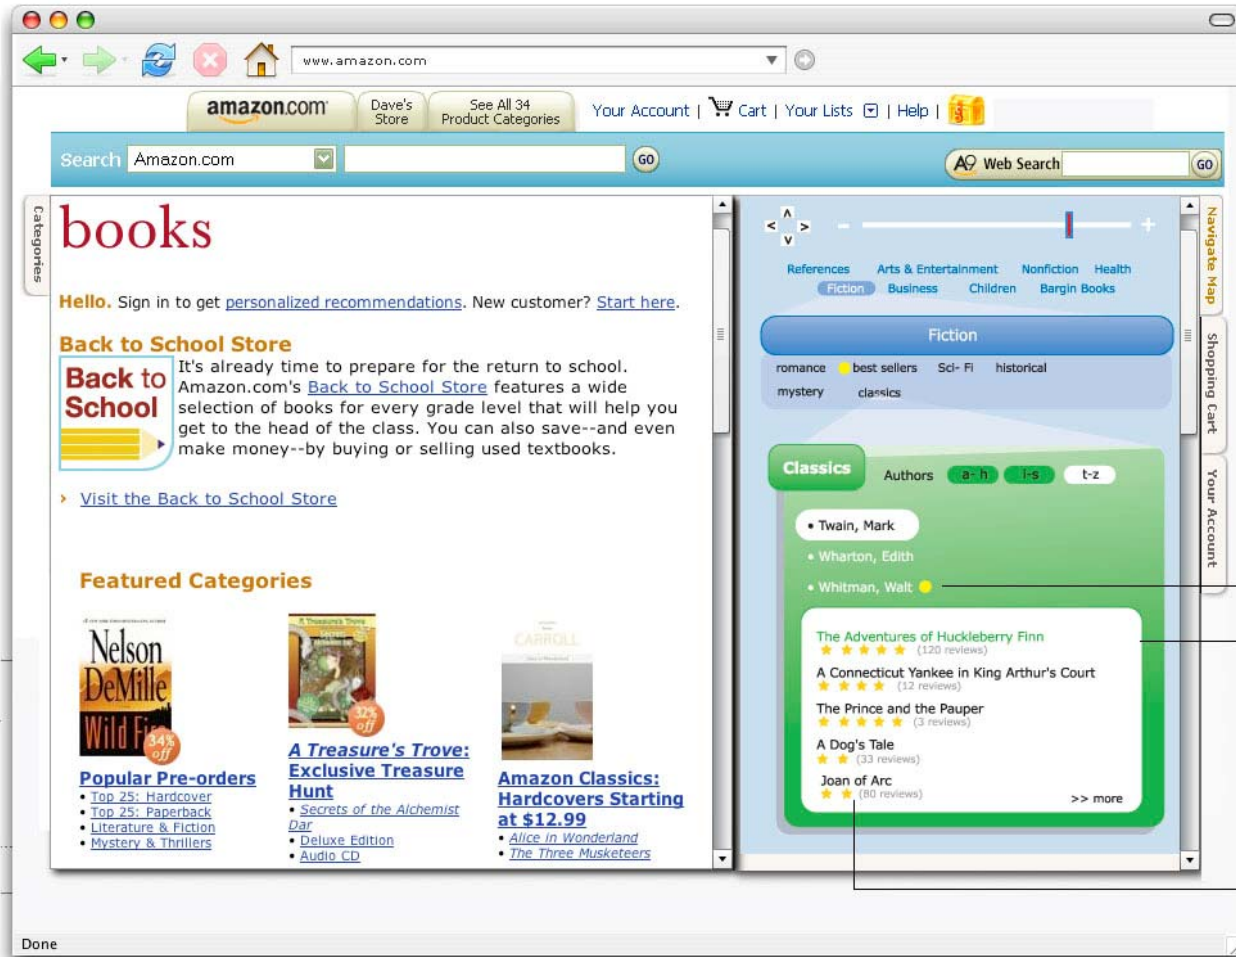 www.amazon.com
amazon.com
Dave's
Store
See All 34
Product Categories
Your Account | Cart | Your Lists | Help |
Search Amazon.com GO
A9 Web Search GO
Categories
books
Hello. Sign in to get personalized recommendations. New customer? Start here.
Back to School Store
Back to
School
It's already time to prepare for the return to school.
Amazon.com's Back to School Store features a wide
selection of books for every grade level that will help you
get to the head of the class. You can also save--and even
make money--by buying or selling used textbooks.
› Visit the Back to School Store
Featured Categories
Nelson
DeMille
Wild
34%
off
Popular Pre-orders
• Top 25: Hardcover
• Top 25: Paperback
• Literature & Fiction
• Mystery & Thrillers
A Treasure's Trove
32%
off
A Treasure's Trove:
Exclusive Treasure
Hunt
• Secrets of the Alchemist
Dar
• Deluxe Edition
• Audio CD
CARROLL
Amazon Classics:
Hardcovers Starting
at $12.99
• Alice in Wonderland
• The Three Musketeers
References Arts & Entertainment Nonfiction Health
Fiction Business Children Bargin Books
Fiction
romance best sellers Sci- Fi historical
mystery classics
Classics Authors a- h i-s t-z
• Twain, Mark
• Wharton, Edith
• Whitman, Walt
The Adventures of Huckleberry Finn
(120 reviews)
A Connecticut Yankee in King Arthur's Court
(12 reviews)
The Prince and the Pauper
(3 reviews)
A Dog's Tale
(33 reviews)
Joan of Arc
(80 reviews)
>> more
Navigate Map
Shopping Cart
Your Account
Done